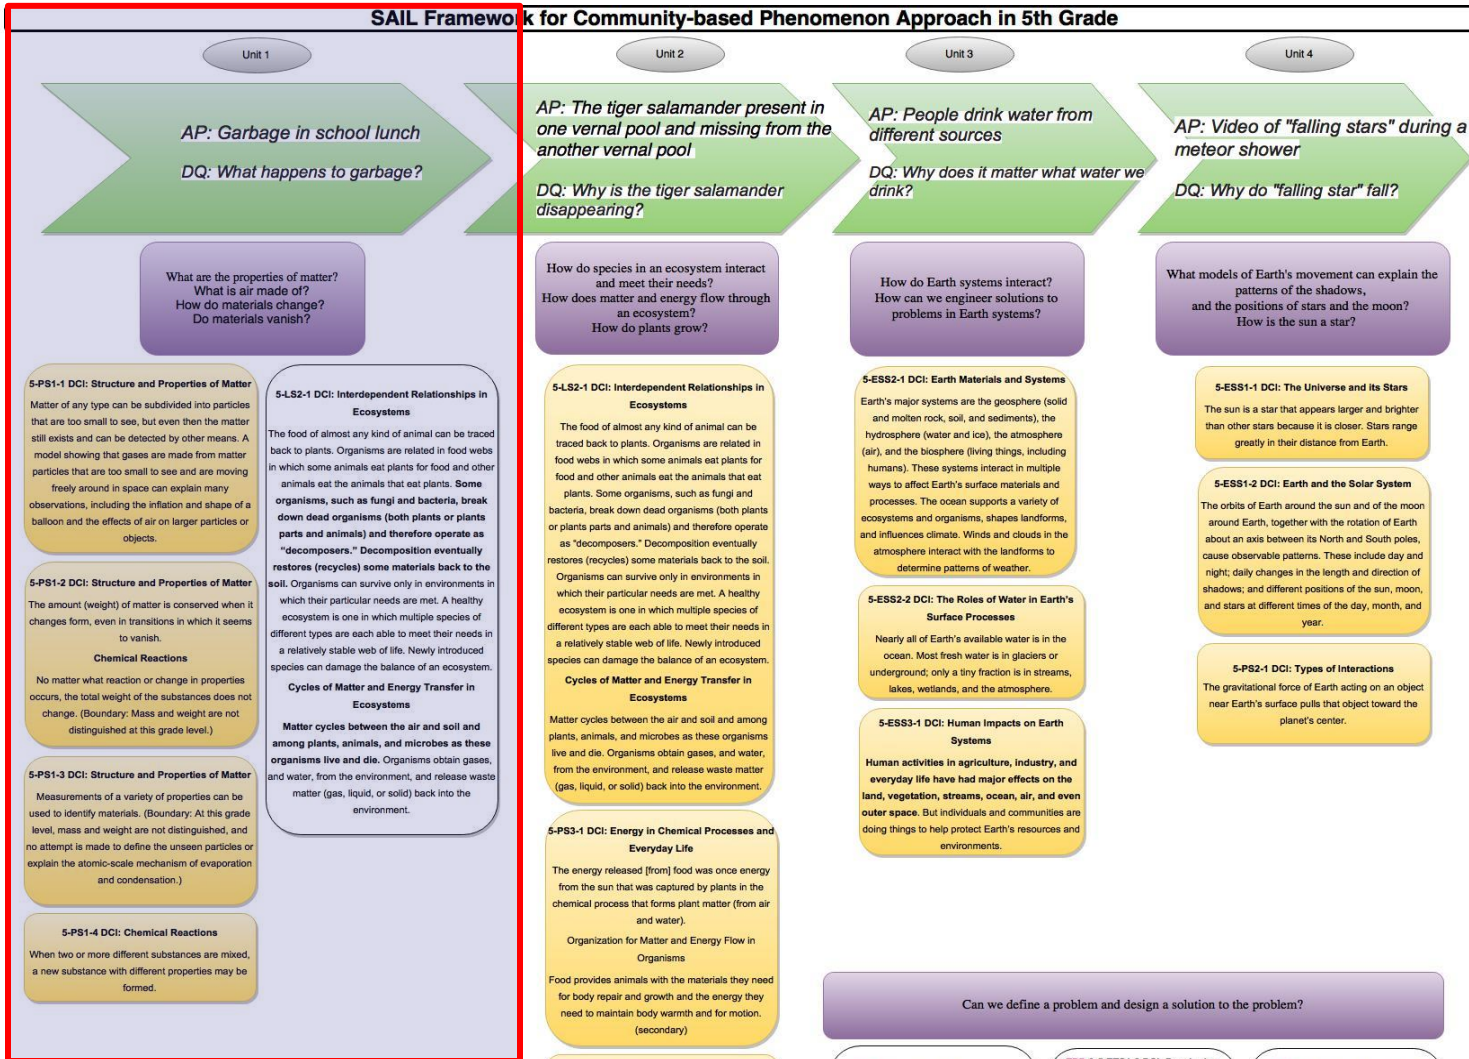 SAIL Framework for Community-based Phenomenon Approach in 5th Grade
Unit 1
AP: Garbage in school lunch
DQ: What happens to garbage?
What are the properties of matter?
What is air made of?
How do materials change?
Do materials vanish?
5-PS1-1 DCI: Structure and Properties of Matter
Matter of any type can be subdivided into particles
that are too small to see, but even then the matter
still exists and can be detected by other means. A
model showing that gases are made from matter
particles that are too small to see and are moving
freely around in space can explain many
observations, including the inflation and shape of a
balloon and the effects of air on larger particles or
objects.
5-PS1-2 DCI: Structure and Properties of Matter
The amount (weight) of matter is conserved when it
changes form, even in transitions in which it seems
to vanish.
Chemical Reactions
No matter what reaction or change in properties
occurs, the total weight of the substances does not
change. (Boundary: Mass and weight are not
distinguished at this grade level.)
5-PS1-3 DCI: Structure and Properties of Matter
Measurements of a variety of properties can be
used to identify materials. (Boundary: At this grade
level, mass and weight are not distinguished, and
no attempt is made to define the unseen particles or
explain the atomic-scale mechanism of evaporation
and condensation.)
5-PS1-4 DCI: Chemical Reactions
When two or more different substances are mixed,
a new substance with different properties may be
formed.
5-LS2-1 DCI: Interdependent Relationships in
Ecosystems
The food of almost any kind of animal can be traced
back to plants. Organisms are related in food webs
in which some animals eat plants for food and other
animals eat the animals that eat plants. Some
organisms, such as fungi and bacteria, break
down dead organisms (both plants or plants
parts and animals) and therefore operate as
"decomposers." Decomposition eventually
restores (recycles) some materials back to the
soil. Organisms can survive only in environments in
which their particular needs are met. A healthy
ecosystem is one in which multiple species of
different types are each able to meet their needs in
a relatively stable web of life. Newly introduced
species can damage the balance of an ecosystem.
Cycles of Matter and Energy Transfer in
Ecosystems
Matter cycles between the air and soil and
among plants, animals, and microbes as these
organisms live and die. Organisms obtain gases,
and water, from the environment, and release waste
matter (gas, liquid, or solid) back into the
environment.
Unit 2
AP: The tiger salamander present in
one vernal pool and missing from the
another vernal pool
DQ: Why is the tiger salamander
disappearing?
How do species in an ecosystem interact
and meet their needs?
How does matter and energy flow through
an ecosystem?
How do plants grow?
5-LS2-1 DCI: Interdependent Relationships in
Ecosystems
The food of almost any kind of animal can be
traced back to plants. Organisms are related in
food webs in which some animals eat plants for
food and other animals eat the animals that eat
plants. Some organisms, such as fungi and
bacteria, break down dead organisms (both plants
or plants parts and animals) and therefore operate
as "decomposers." Decomposition eventually
restores (recycles) some materials back to the soil.
Organisms can survive only in environments in
which their particular needs are met. A healthy
ecosystem is one in which multiple species of
different types are each able to meet their needs in
a relatively stable web of life. Newly introduced
species can damage the balance of an ecosystem.
Cycles of Matter and Energy Transfer in
Ecosystems
Matter cycles between the air and soil and among
plants, animals, and microbes as these organisms
live and die. Organisms obtain gases, and water,
from the environment, and release waste matter
(gas, liquid, or solid) back into the environment.
5-PS3-1 DCI: Energy in Chemical Processes and
Everyday Life
The energy released [from] food was once energy
from the sun that was captured by plants in the
chemical process that forms plant matter (from air
and water).
Organization for Matter and Energy Flow in
Organisms
Food provides animals with the materials they need
for body repair and growth and the energy they
need to maintain body warmth and for motion.
(secondary)
Unit 3
AP: People drink water from
different sources
DQ: Why does it matter what water we
drink?
How do Earth systems interact?
How can we engineer solutions to
problems in Earth systems?
5-ESS2-1 DCI: Earth Materials and Systems
Earth's major systems are the geosphere (solid
and molten rock, soil, and sediments), the
hydrosphere (water and ice), the atmosphere
(air), and the biosphere (living things, including
humans). These systems interact in multiple
ways to affect Earth's surface materials and
processes. The ocean supports a variety of
ecosystems and organisms, shapes landforms,
and influences climate. Winds and clouds in the
atmosphere interact with the landforms to
determine patterns of weather.
5-ESS2-2 DCI: The Roles of Water in Earth's
Surface Processes
Nearly all of Earth's available water is in the
ocean. Most fresh water is in glaciers or
underground; only a tiny fraction is in streams,
lakes, wetlands, and the atmosphere.
5-ESS3-1 DCI: Human Impacts on Earth
Systems
Human activities in agriculture, industry, and
everyday life have had major effects on the
land, vegetation, streams, ocean, air, and even
outer space. But individuals and communities are
doing things to help protect Earth's resources and
environments.
Unit 4
AP: Video of "falling stars" during a
meteor shower
DQ: Why do "falling star" fall?
What models of Earth's movement can explain the
patterns of the shadows,
and the positions of stars and the moon?
How is the sun a star?
5-ESS1-1 DCI: The Universe and its Stars
The sun is a star that appears larger and brighter
than other stars because it is closer. Stars range
greatly in their distance from Earth.
5-ESS1-2 DCI: Earth and the Solar System
The orbits of Earth around the sun and of the moon
around Earth, together with the rotation of Earth
about an axis between its North and South poles,
cause observable patterns. These include day and
night; daily changes in the length and direction of
shadows; and different positions of the sun, moon,
and stars at different times of the day, month, and
year.
5-PS2-1 DCI: Types of Interactions
The gravitational force of Earth acting on an object
near Earth's surface pulls that object toward the
planet's center.
Can we define a problem and design a solution to the problem?